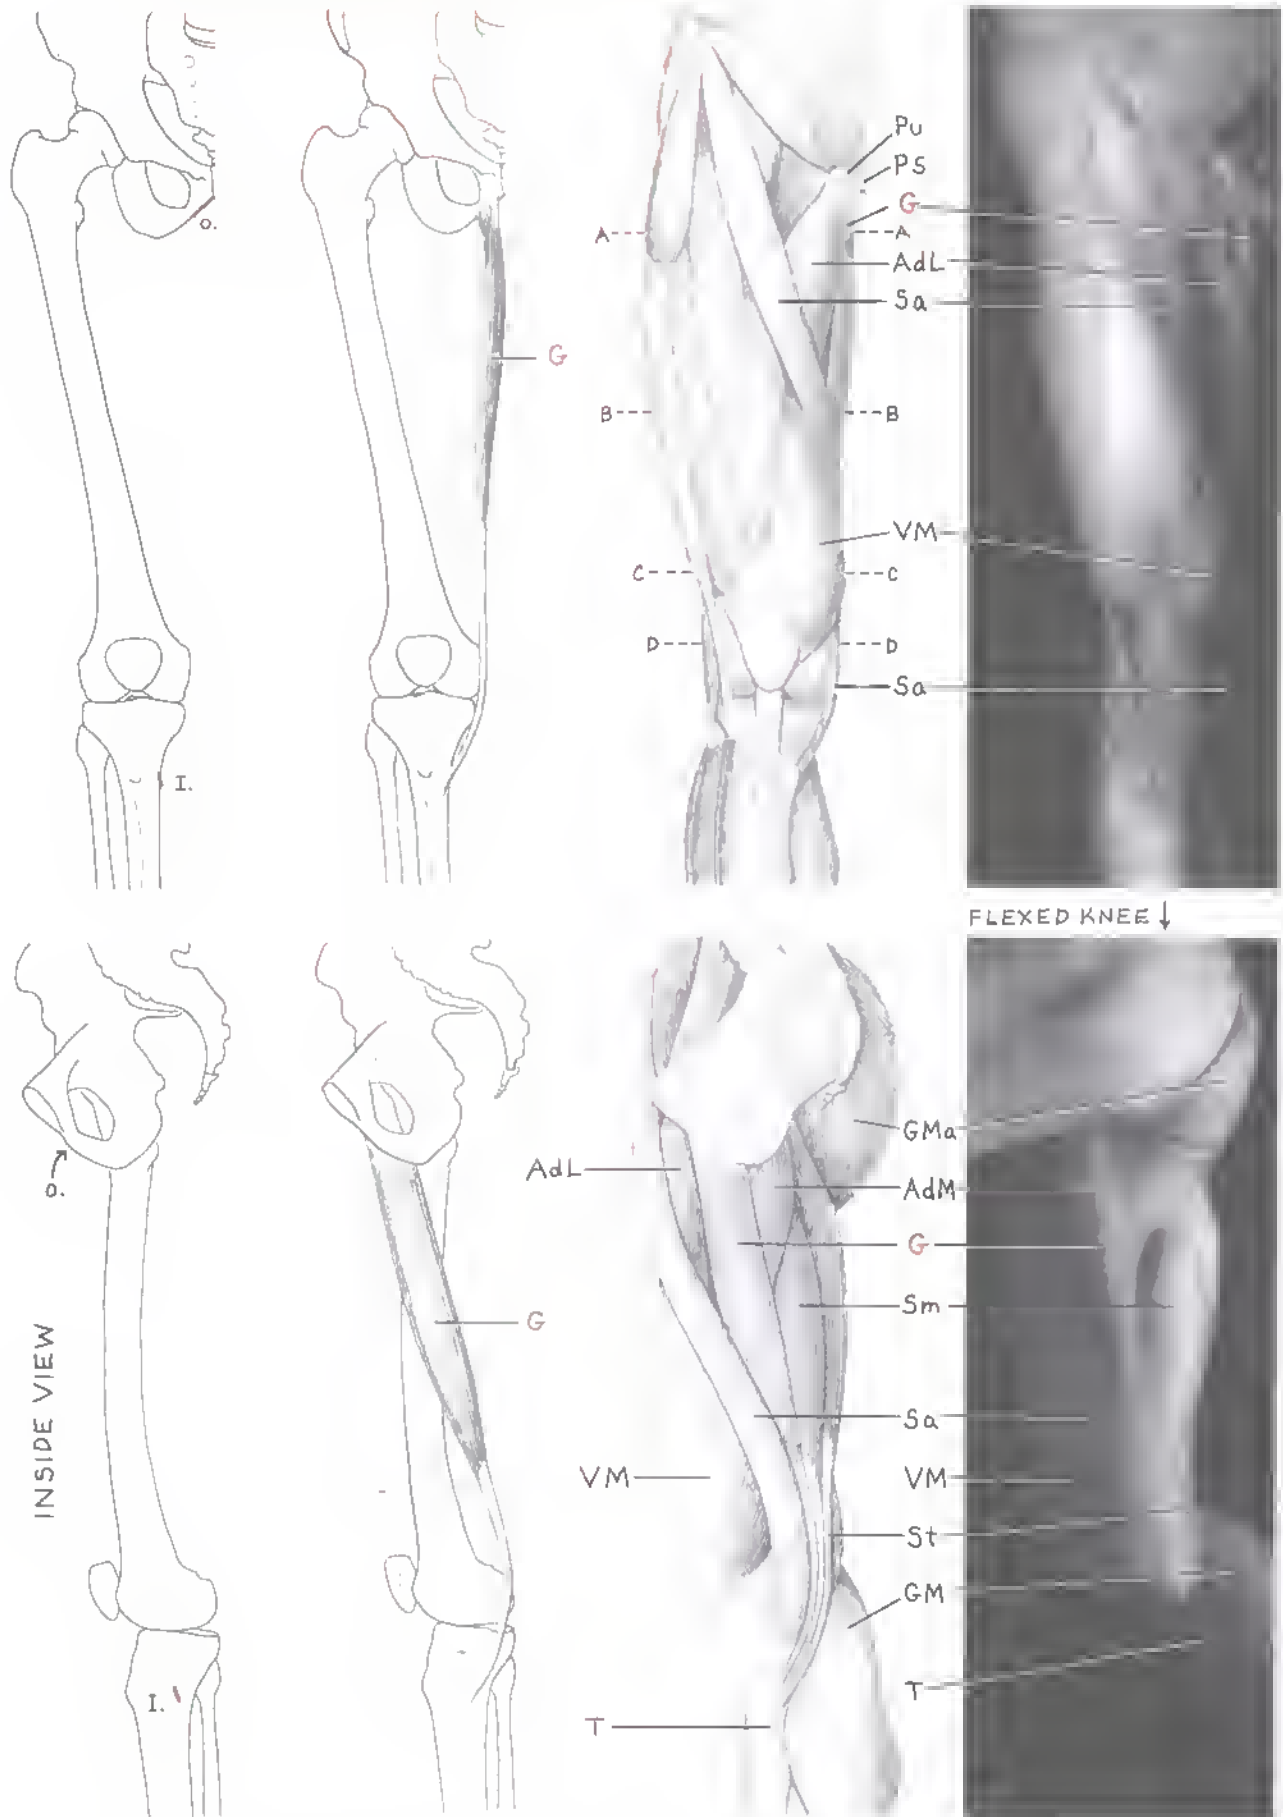 Pu
PS
G
A
A
AdL
Sa
G
B
B
VM
C
C
D
D
Sa
O.
I.
FLEXED KNEE ↓
GMa
AdL
AdM
G
Sm
G
Sa
VM
VM
St
GM
T
T
O.
I.
INSIDE VIEW